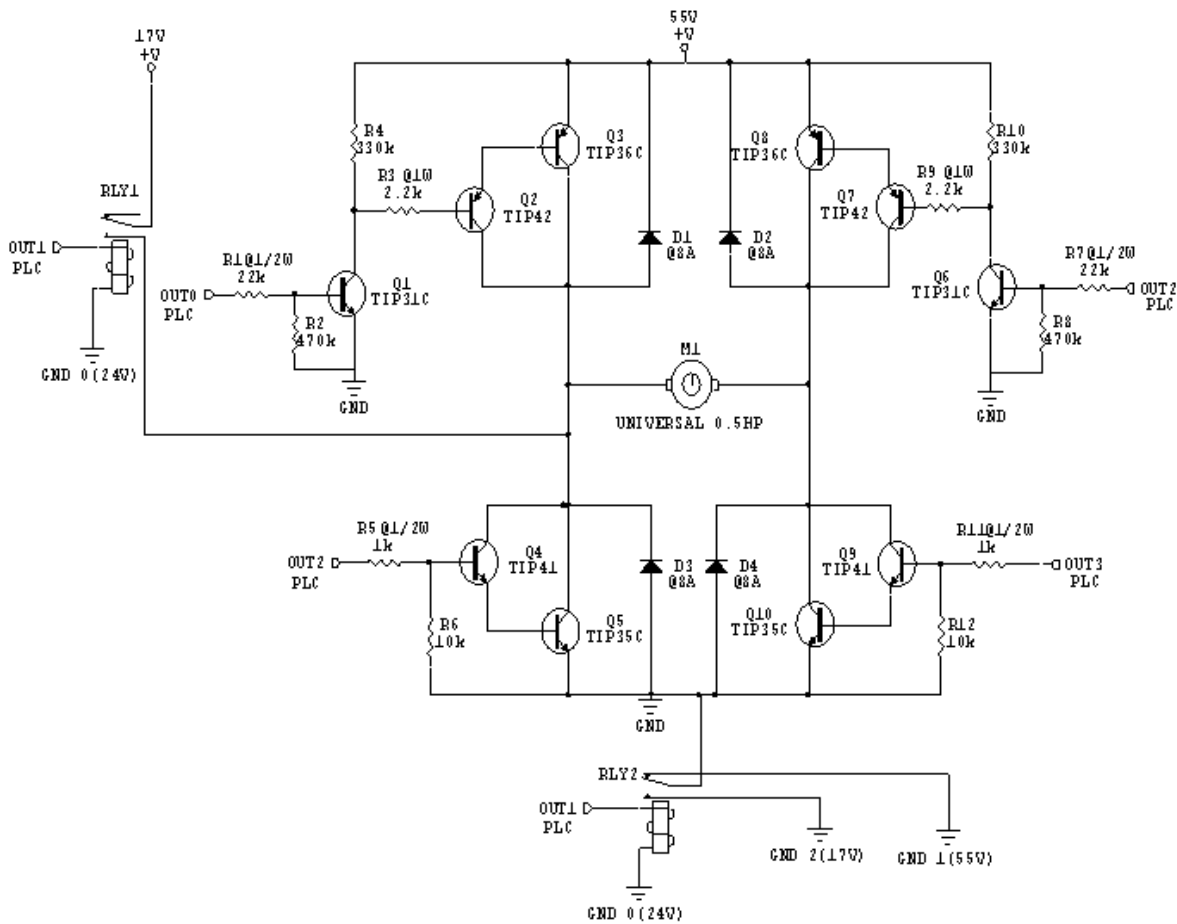 17V
+V
55V
+V
R4
330k
Q3
TIP36C
Q8
TIP36C
R10
330k
R3 @1W
2.2k
Q2
TIP42
R9 @1W
2.2k
Q7
TIP42
RLY1
OUT1
PLC
D1
@8A
D2
@8A
R1@1/2W
22k
Q1
TIP31C
OUT0
PLC
R2
470k
Q6
TIP31C
R7@1/2W
22k
OUT2
PLC
R8
470k
GND 0(24V)
GND
M1
UNIVERSAL 0.5HP
GND
R5@1/2W
1k
OUT2
PLC
Q4
TIP41
D3
@8A
D4
@8A
Q9
TIP41
R11@1/2W
1k
OUT3
PLC
R6
10k
Q5
TIP35C
Q10
TIP35C
R12
10k
GND
RLY2
OUT1
PLC
GND 2(17V)
GND 1(55V)
GND 0(24V)